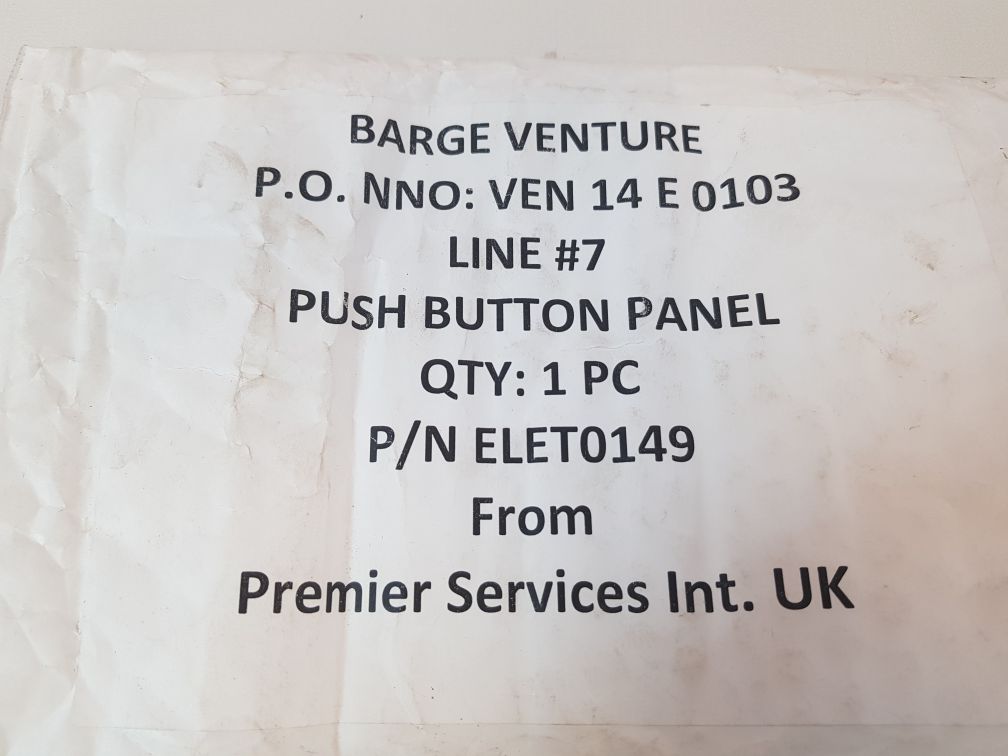 BARGE VENTURE
P.O. NNO: VEN 14 E 0103
LINE #7
PUSH BUTTON PANEL
QTY: 1 PC
P/N ELET0149
From
Premier Services Int. UK